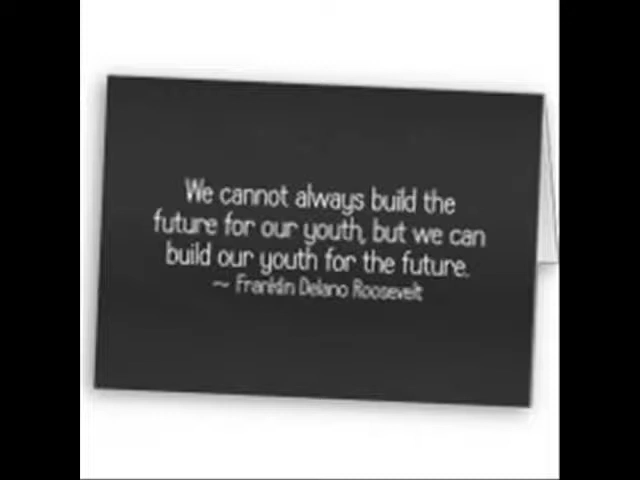 We cannot always build the
future for our youth, but we can
build our youth for the future.
~ Franklin Delano Roosevelt